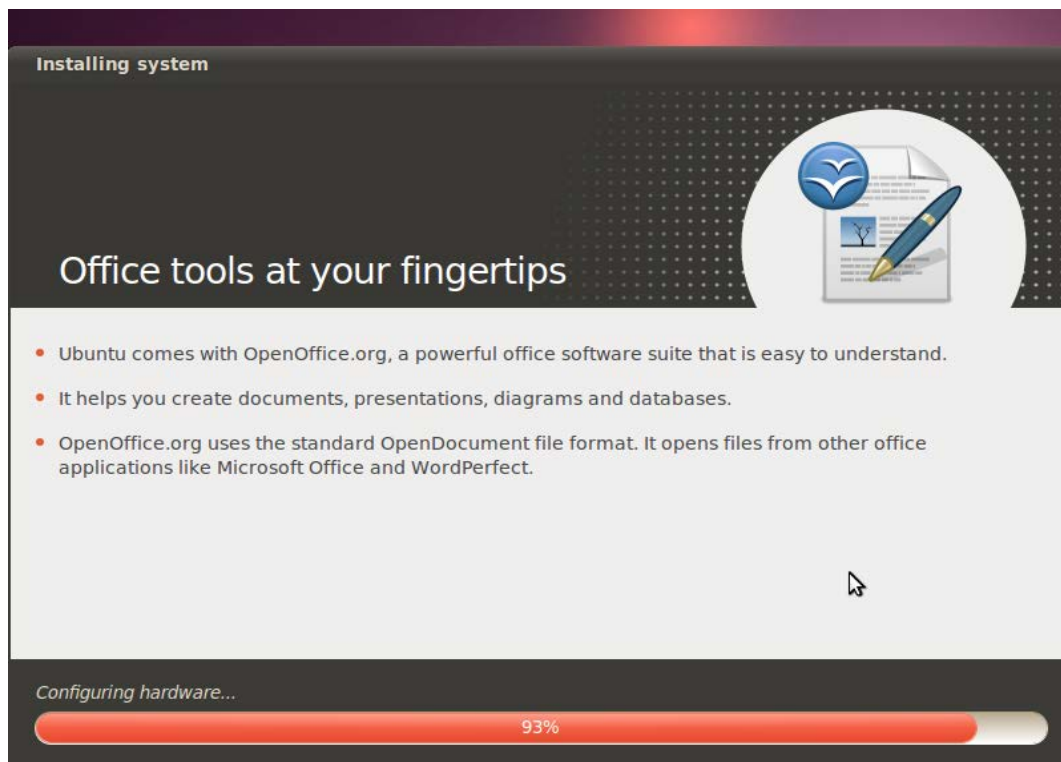 Installing system
Office tools at your fingertips
Ubuntu comes with OpenOffice.org, a powerful office software suite that is easy to understand.
It helps you create documents, presentations, diagrams and databases.
OpenOffice.org uses the standard OpenDocument file format. It opens files from other office
applications like Microsoft Office and WordPerfect.
Configuring hardware...
93%